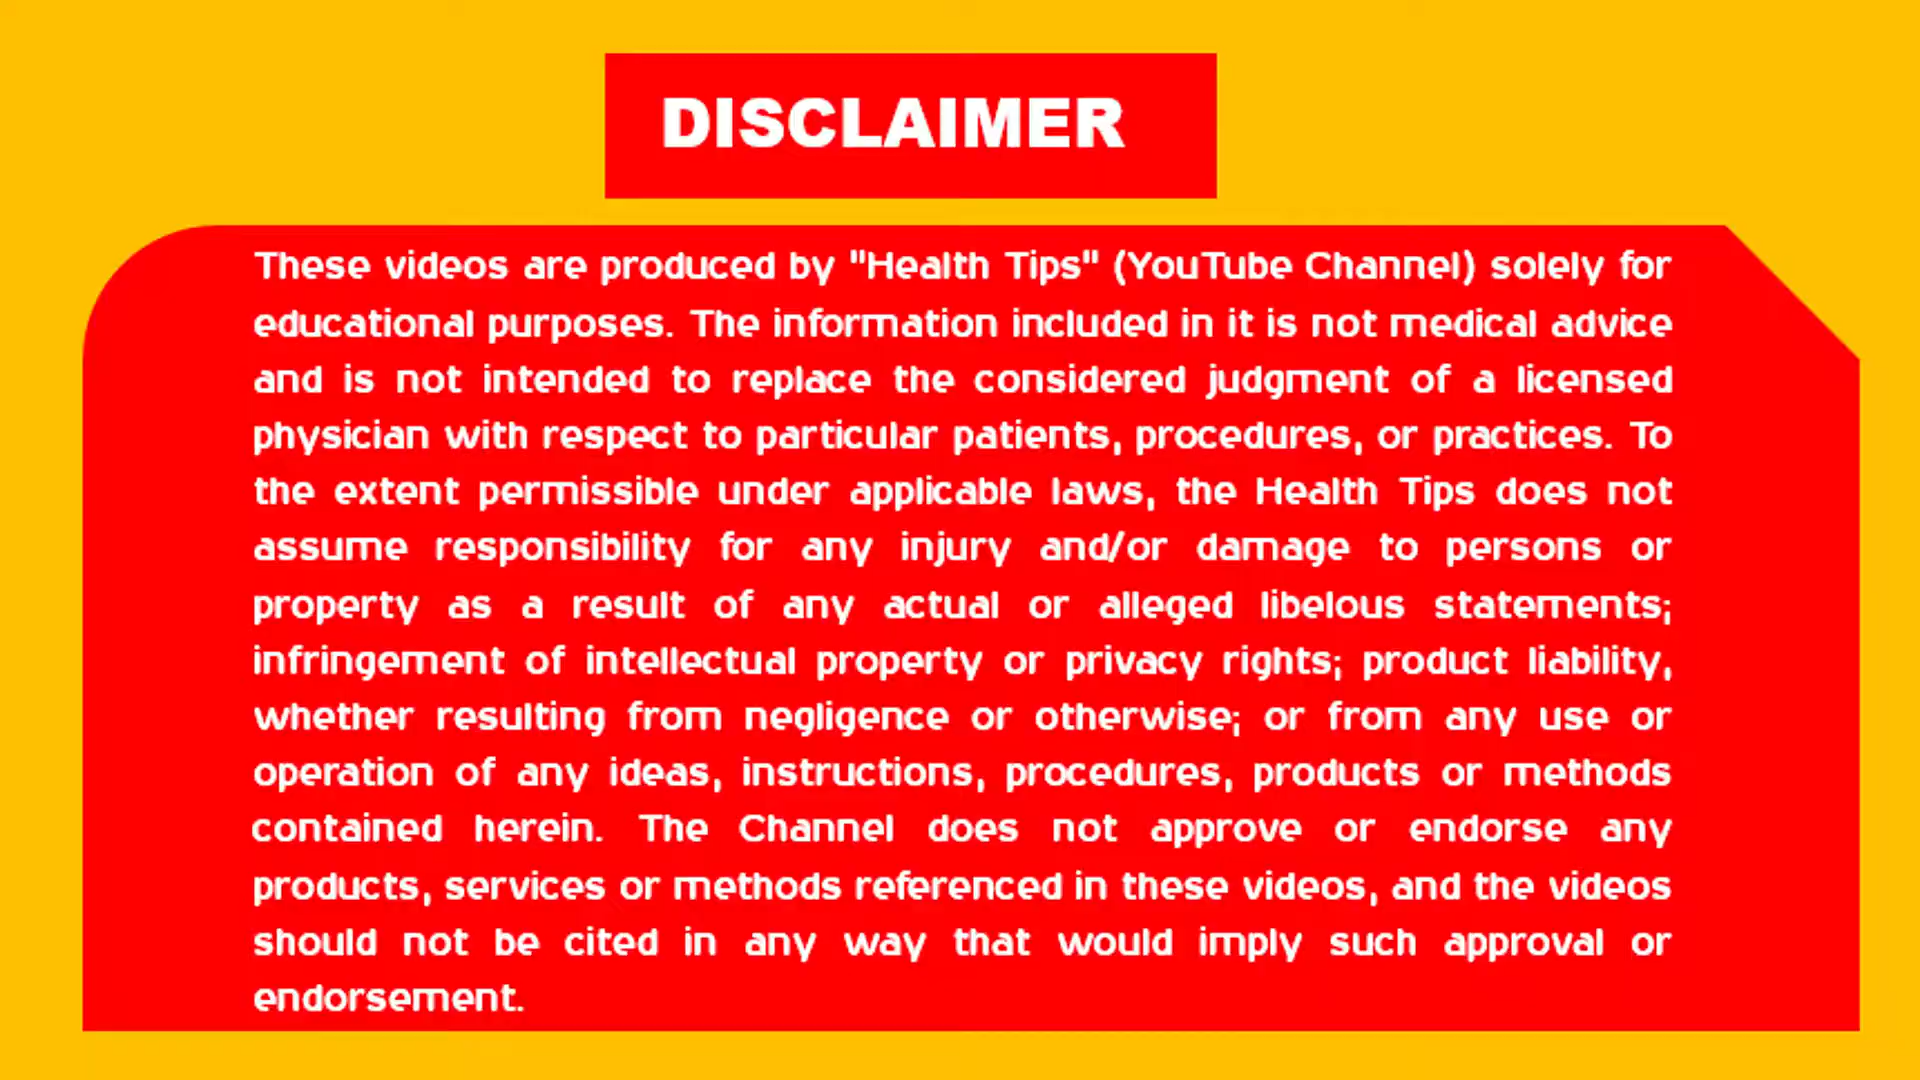 DISCLAIMER
These videos are produced by "Health Tips" (YouTube Channel) solely for
educational purposes. The information included in it is not medical advice
and is not intended to replace the considered judgment of a licensed
physician with respect to particular patients, procedures, or practices. To
the extent permissible under applicable laws, the Health Tips does not
assume responsibility for any injury and/or damage to persons or
property as a result of any actual or alleged libelous statements;
infringement of intellectual property or privacy rights; product liability,
whether resulting from negligence or otherwise; or from any use or
operation of any ideas, instructions, procedures, products or methods
contained herein. The Channel does not approve or endorse any
products, services or methods referenced in these videos, and the videos
should not be cited in any way that would imply such approval or
endorsement.